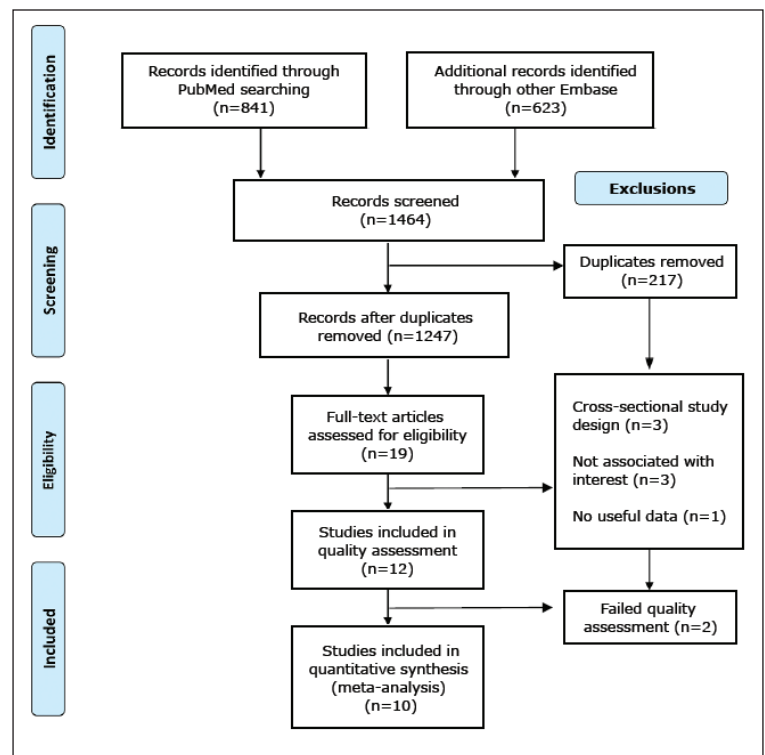 Identification
Records identified through
PubMed searching
(n=841)
Additional records identified
through other Embase
(n=623)
Records screened
(n=1464)
Exclusions
Screening
Duplicates removed
(n=217)
Records after duplicates
removed (n=1247)
Eligibility
Full-text articles
assessed for eligibility
(n=19)
Cross-sectional study
design (n=3)
Not associated with
interest (n=3)
No useful data (n=1)
Studies included in
quality assessment
(n=12)
Included
Failed quality
assessment (n=2)
Studies included in
quantitative synthesis
(meta-analysis)
(n=10)